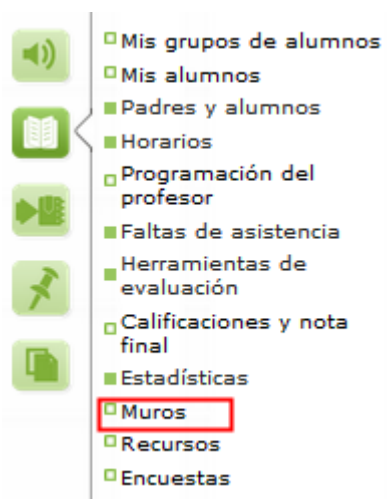 Mis grupos de alumnos
Mis alumnos
Padres y alumnos
Horarios
Programación del
profesor
Faltas de asistencia
Herramientas de
evaluación
Calificaciones y nota
final
Estadísticas
Muros
Recursos
Encuestas